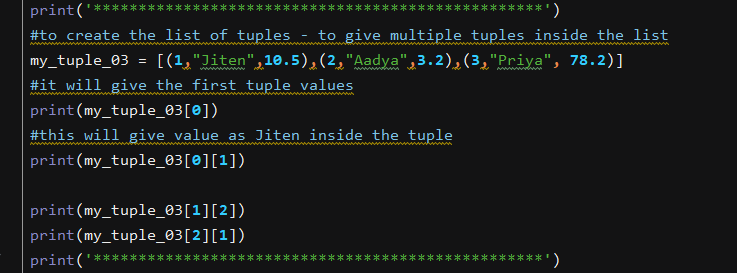 print('**************************************************')
#to create the list of tuples - to give multiple tuples inside the list
my_tuple_03 = [(1,"Jiten",10.5),(2,"Aadya",3.2),(3,"Priya", 78.2)]
#it will give the first tuple values
print(my_tuple_03[0])
#this will give value as Jiten inside the tuple
print(my_tuple_03[0][1])

print(my_tuple_03[1][2])
print(my_tuple_03[2][1])
print('**************************************************')